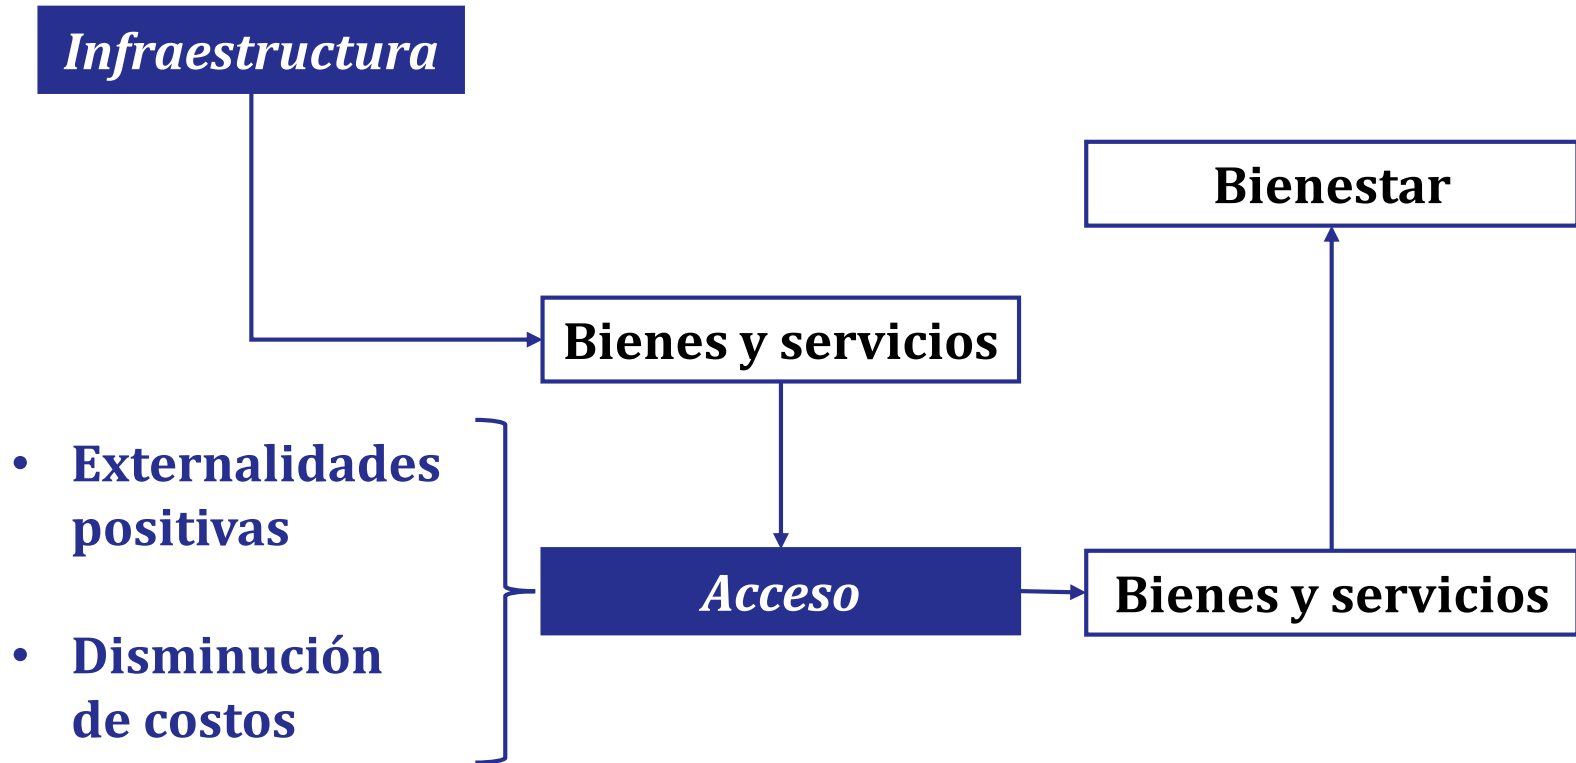 Infraestructura
Bienestar
Bienes y servicios
• Externalidades
positivas
Acceso
Bienes y servicios
• Disminución
de costos